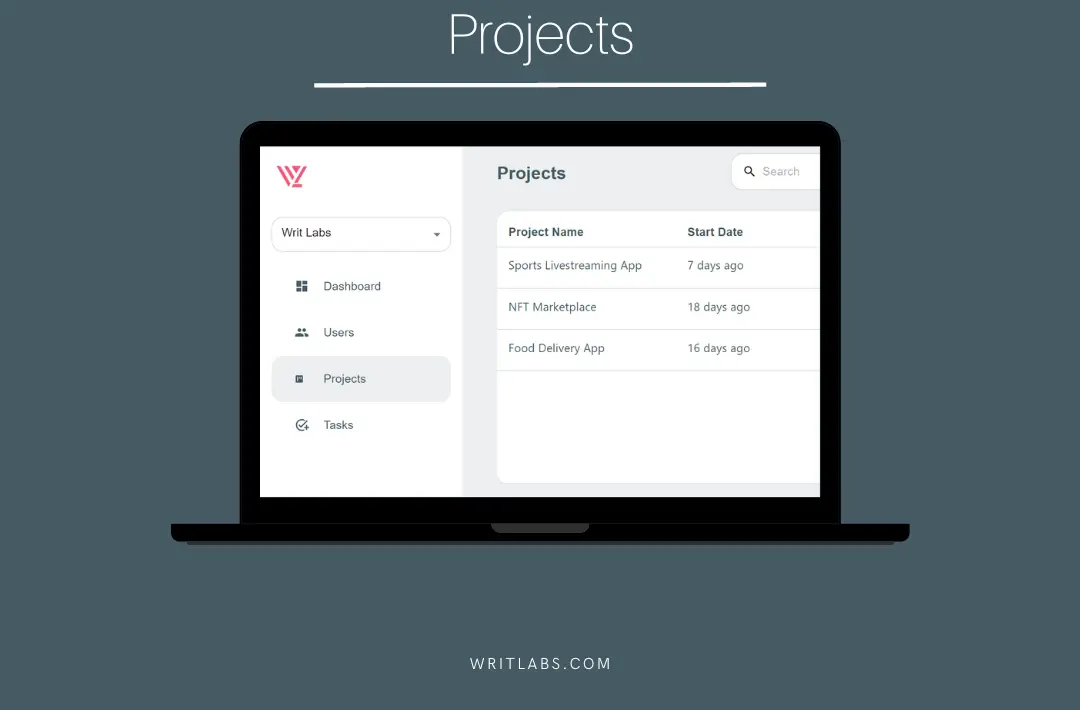 Projects
Projects
Search
Writ Labs
Project Name Start Date
Sports Livestreaming App 7 days ago
Dashboard
NFT Marketplace 18 days ago
Users
Food Delivery App 16 days ago
Projects
Tasks
WRITLABS.COM